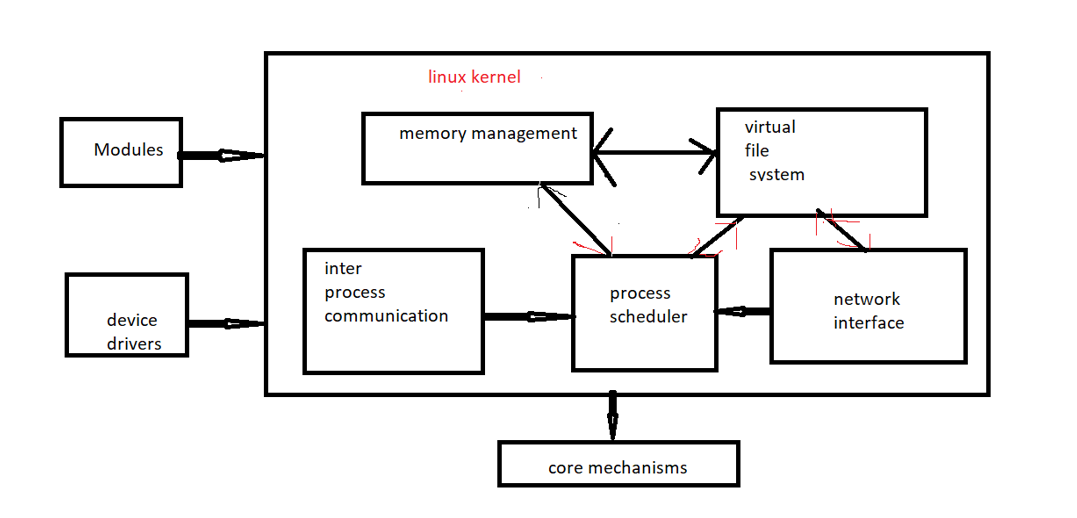 linux kernel
memory management
virtual
file
system
Modules
inter
process
communication
process
scheduler
network
interface
device
drivers
core mechanisms